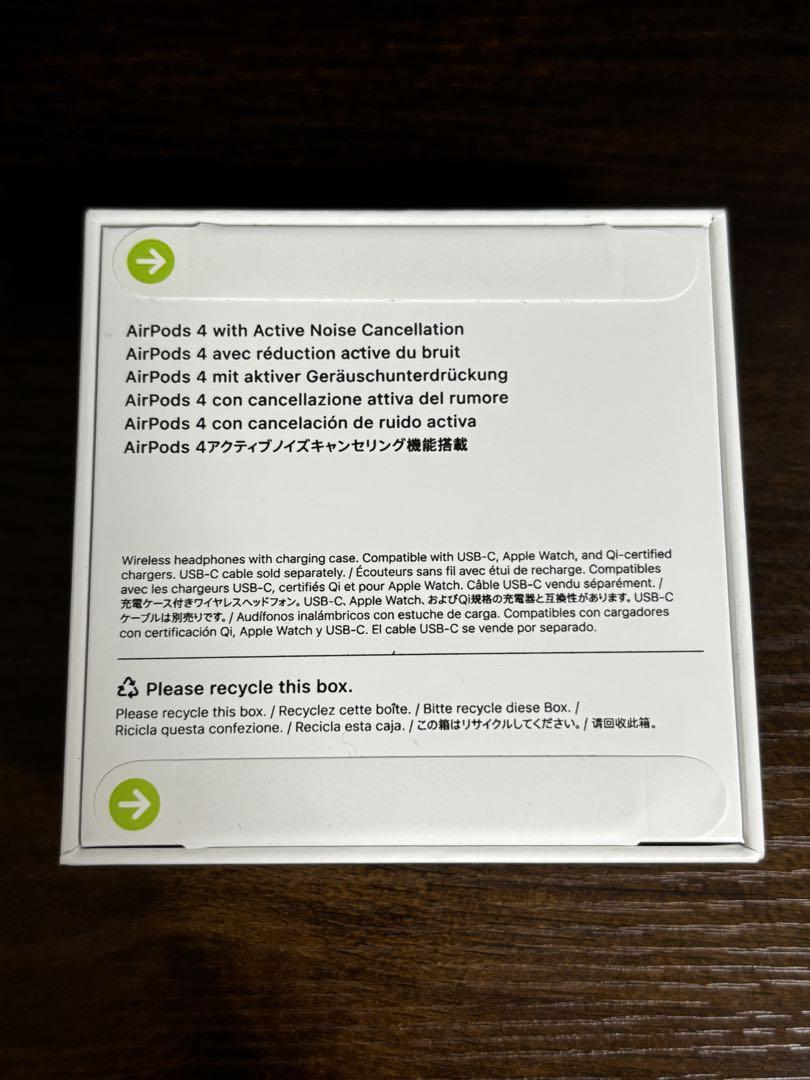 AirPods 4 with Active Noise Cancellation
AirPods 4 avec réduction active du bruit
AirPods 4 mit aktiver Geräuschunterdrückung
AirPods 4 con cancellazione attiva del rumore
AirPods 4 con cancelación de ruido activa
AirPods 4アクティブノイズキャンセリング機能搭載
Wireless headphones with charging case. Compatible with USB-C, Apple Watch, and Qi-certified
chargers. USB-C cable sold separately. / Écouteurs sans fil avec étui de recharge. Compatibles
avec les chargeurs USB-C, certifiés Qi et pour Apple Watch. Câble USB-C vendu séparément. /
充電ケース付きワイヤレスヘッドフォン。USB-C、Apple Watch、およびQi規格の充電器と互換性があります。USB-C
ケーブルは別売りです。/ Audífonos inalámbricos con estuche de carga. Compatibles con cargadores
con certificación Qi, Apple Watch y USB-C. El cable USB-C se vende por separado.
Please recycle this box.
Please recycle this box. / Recyclez cette boîte. / Bitte recycle diese Box. /
Ricicla questa confezione. / Recicla esta caja. / この箱はリサイクルしてください。/ 请回收此箱。